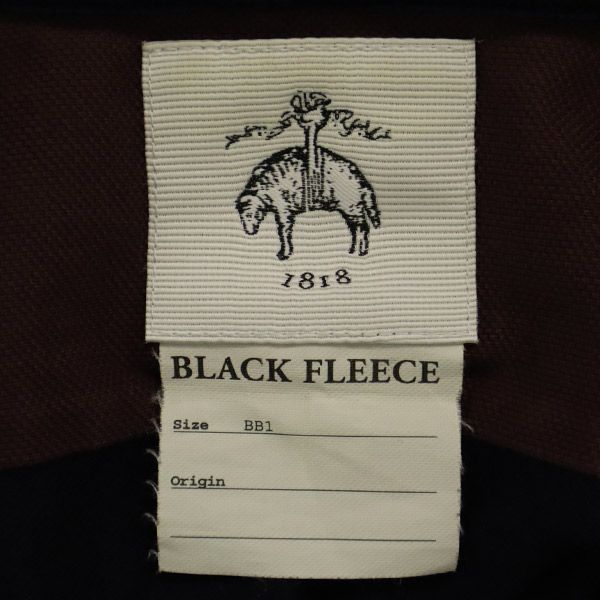 1818
BLACK FLEECE
Size BB1
Origin